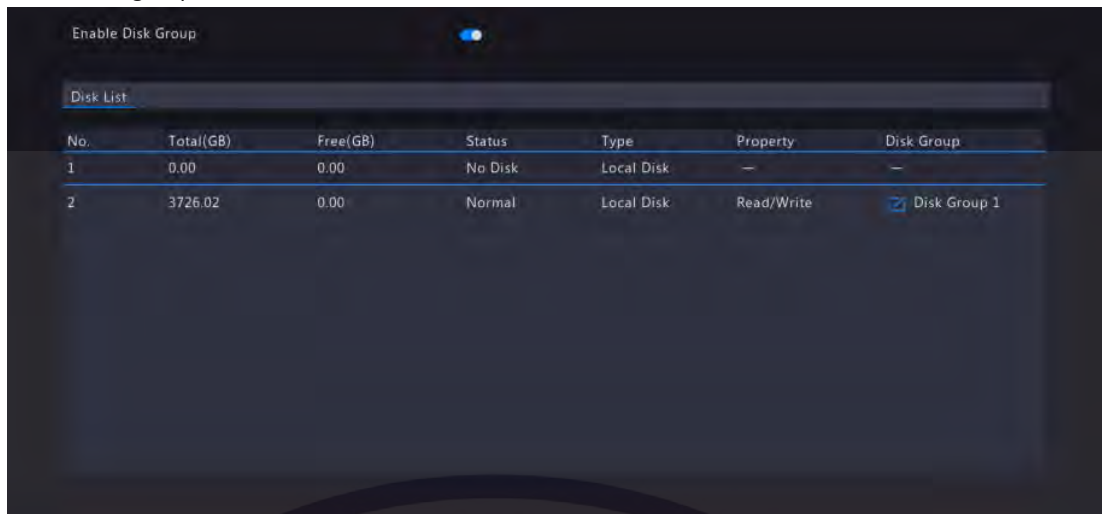 Enable Disk Group
Disk List
No. Total(GB) Free(GB) Status Type Property Disk Group
1 0.00 0.00 No Disk Local Disk — —
2 3726.02 0.00 Normal Local Disk Read/Write Disk Group 1